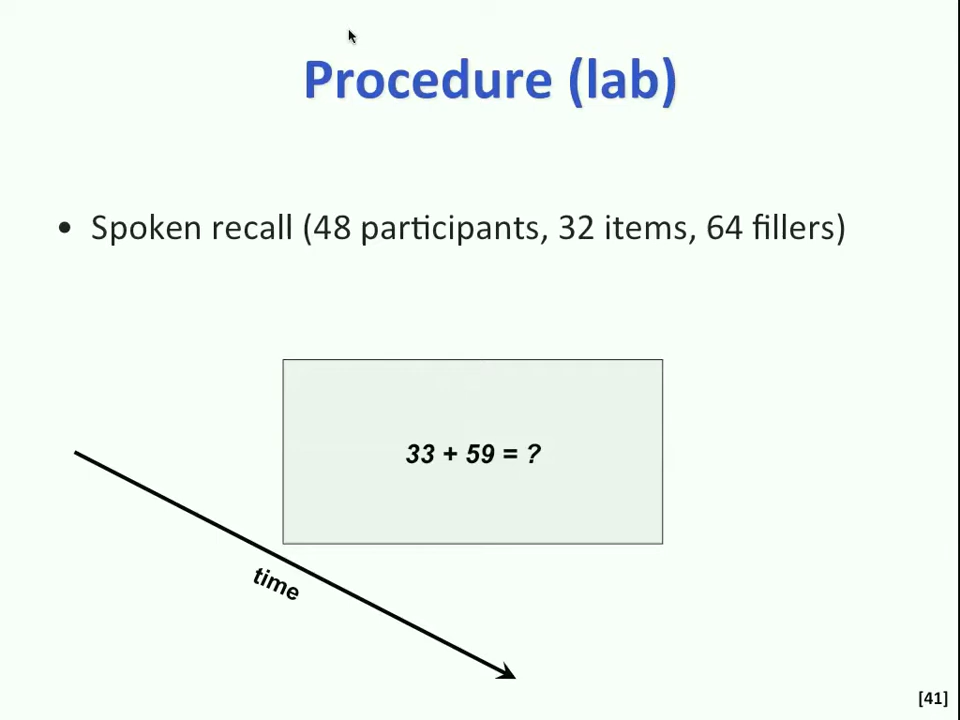 Procedure (lab)
• Spoken recall (48 participants, 32 items, 64 fillers)
33 + 59 = ?
time
[41]